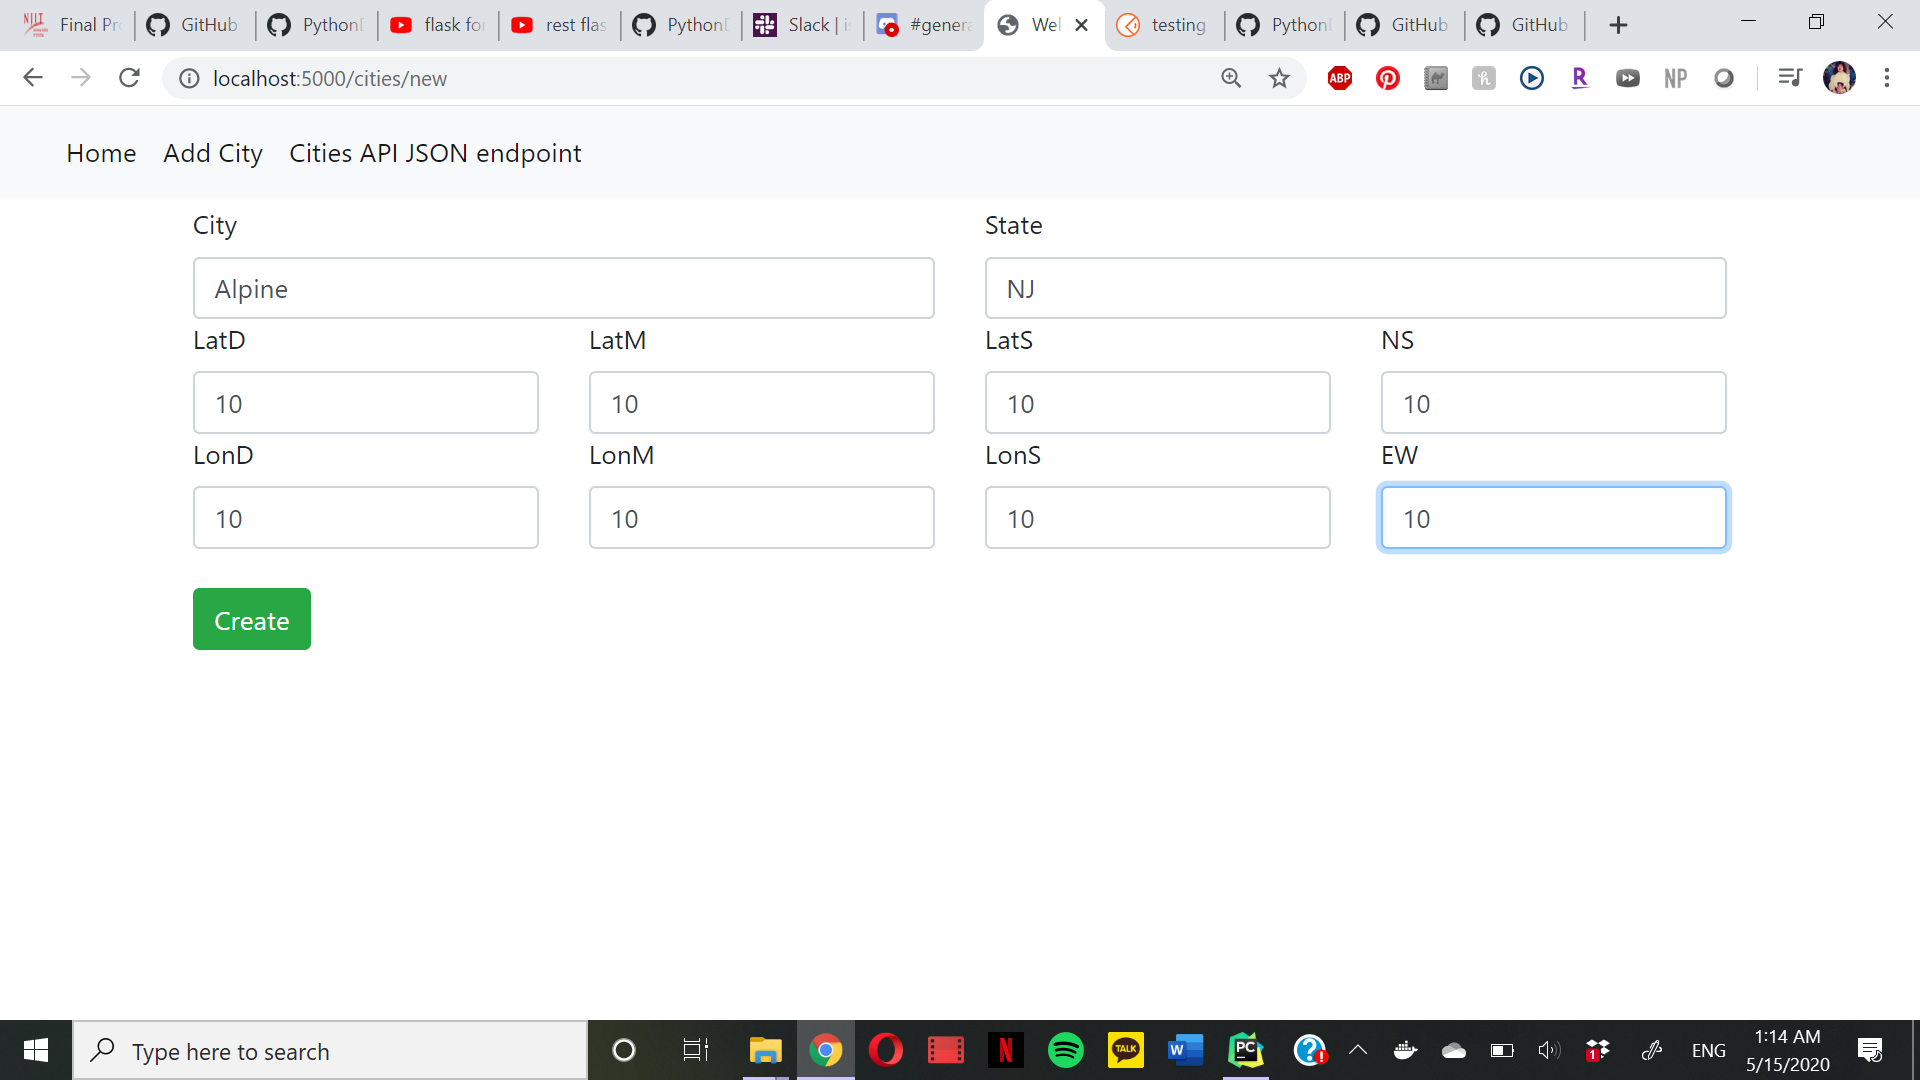 Final Pr GitHub Python flask fo rest flas Python Slack | #genera Wel testing Python GitHub GitHub
localhost:5000/cities/new ABP R NP
Home Add City Cities API JSON endpoint
City State
Alpine NJ
LatD LatM LatS NS
10 10 10 10
LonD LonM LonS EW
10 10 10 10
Create
Type here to search TALK W PC 1 ENG 1:14 AM
5/15/2020